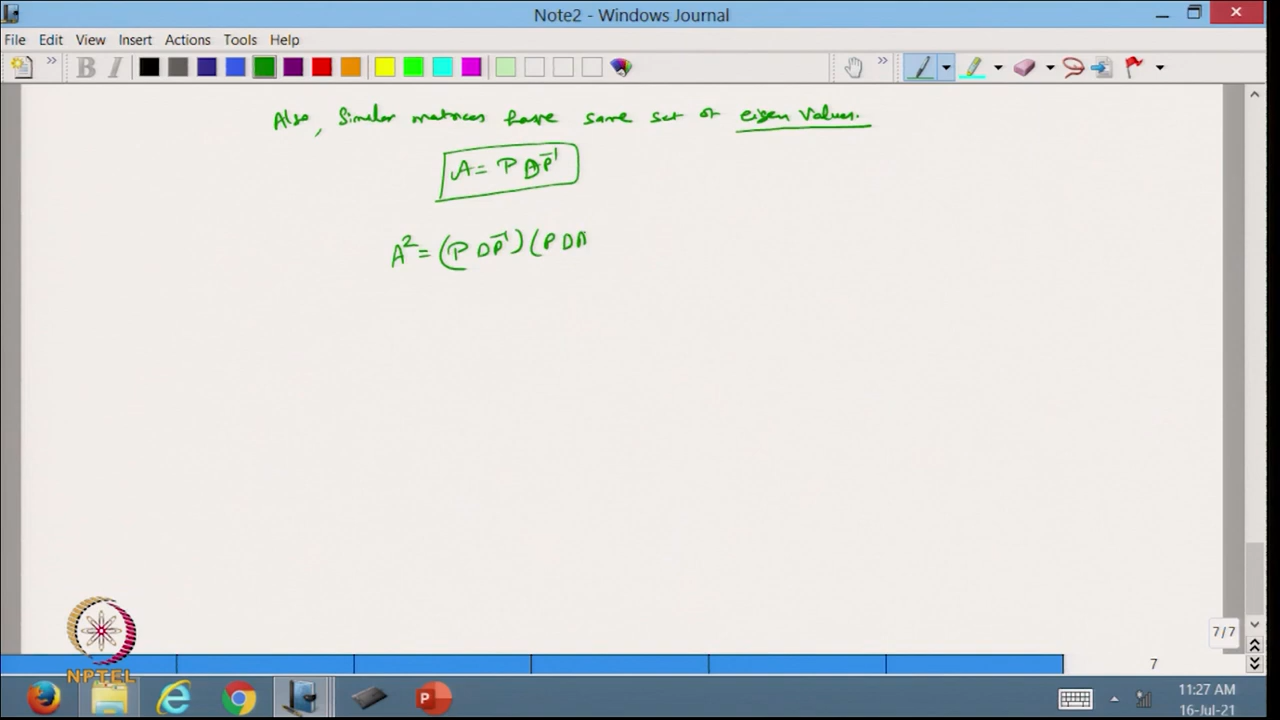 Note2 - Windows Journal
File Edit View Insert Actions Tools Help
B I
Also, Similar matrices have same set of eigen values.
A = P D P⁻¹
A² = (P D P⁻¹) (P D
7/7
7
NPTEL
11:27 AM
16-Jul-21